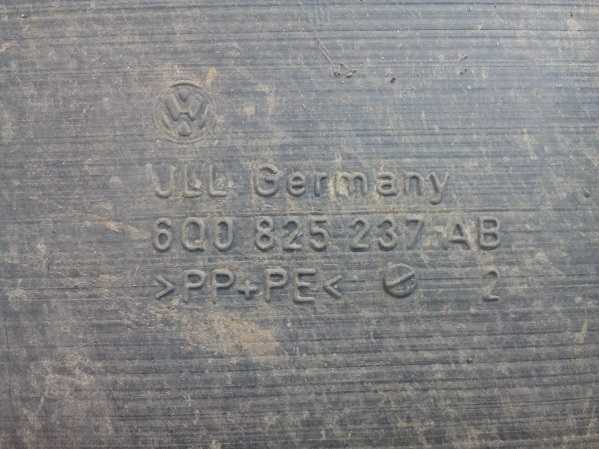 VW
JLL Germany
6Q0 825 237 AB
>PP+PE< 2